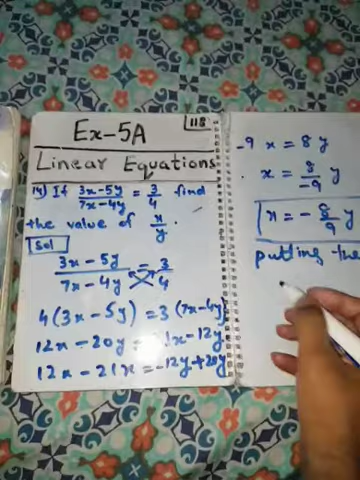 Ex-5A
118
Linear Equations
14) If 3x-5y/7x-4y = 3/4 find
the value of x/y.
Sol
3x-5y/7x-4y = 3/4
4(3x-5y)=3(7x-4y)
12x-20y= 1x-12y
12x-21x=-12y+20y
-9x=8y
x=8/-9 y
x=-8/9 y
putting the